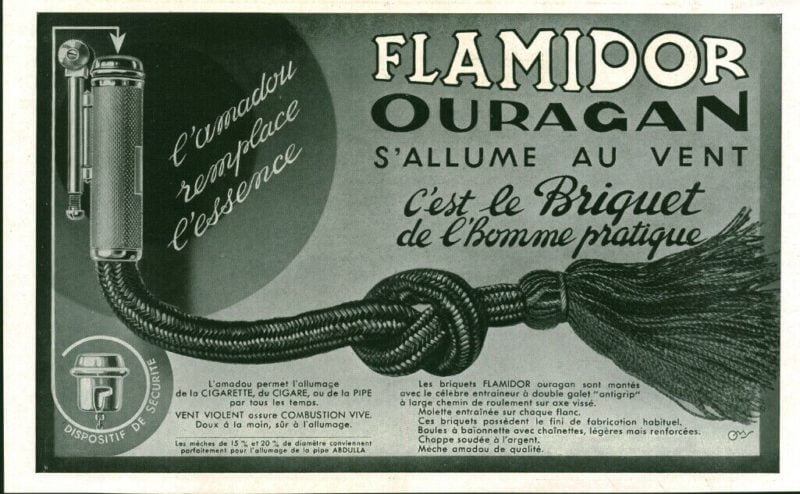 FLAMIDOR
OURAGAN
S'ALLUME AU VENT
C'est le Briquet
de l'homme pratique
l'amadou
remplace
l'essence
DISPOSITIF DE SÉCURITÉ
L'amadou permet l'allumage
de la CIGARETTE, du CIGARE, ou de la PIPE
par tous les temps.
VENT VIOLENT assure COMBUSTION VIVE.
Doux à la main, sûr à l'allumage.
Les mèches de 15 % et 20 % de diamètre conviennent
parfaitement pour l'allumage de la pipe ABDULLA
Les briquets FLAMIDOR ouragan sont montés
avec le célèbre entraineur à double galet "antigrip"
à large chemin de roulement sur axe vissé.
Molette entraînée sur chaque flanc.
Ces briquets possèdent le fini de fabrication habituel.
Boules à baïonnette avec chaînettes, légères mais renforcées.
Chappe soudée à l'argent.
Mèche amadou de qualité.